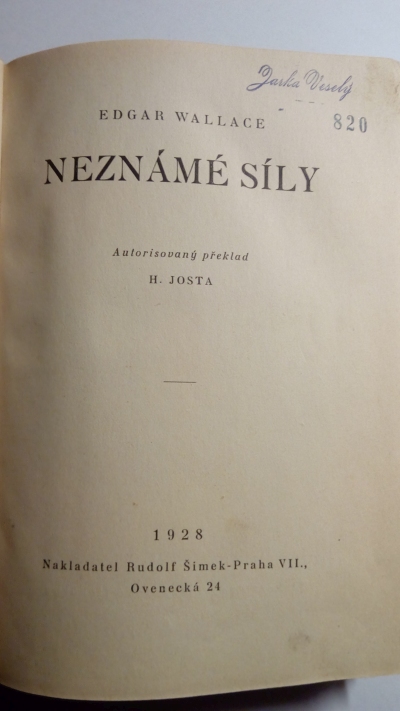 Jarka Veselý
820
EDGAR WALLACE
NEZNÁMÉ SÍLY
Autorisovaný překlad
H. JOSTA
1928
Nakladatel Rudolf Šimek-Praha VII.,
Ovenecká 24